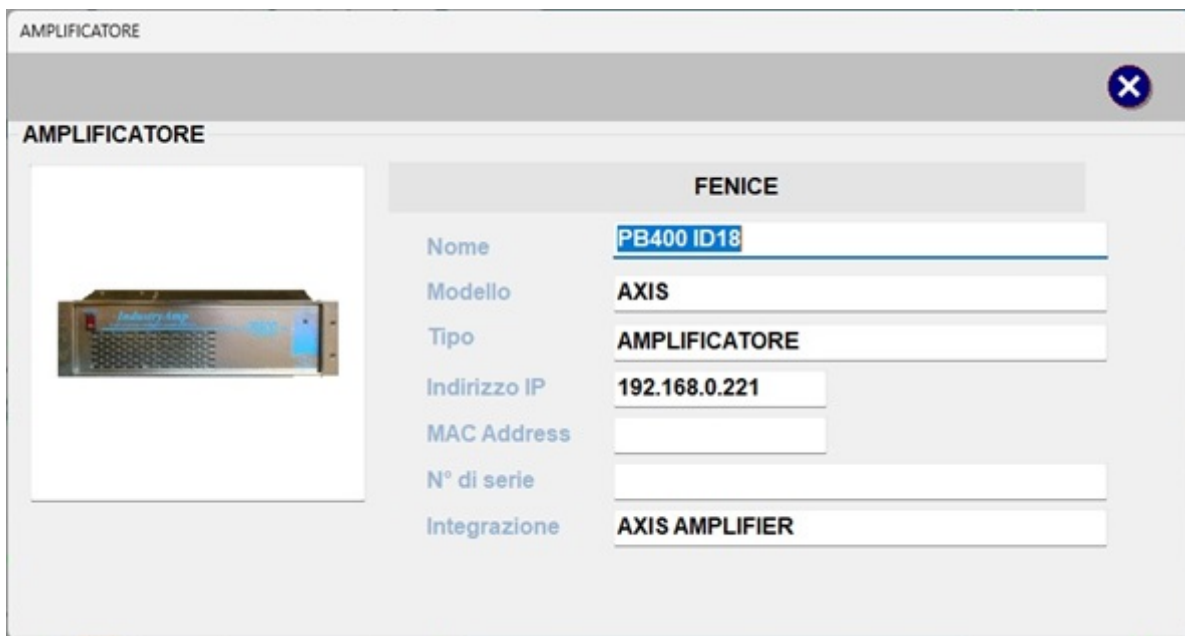 AMPLIFICATORE
AMPLIFICATORE
IndustryAmp
FENICE
Nome PB400 ID18
Modello AXIS
Tipo AMPLIFICATORE
Indirizzo IP 192.168.0.221
MAC Address
N° di serie
Integrazione AXIS AMPLIFIER